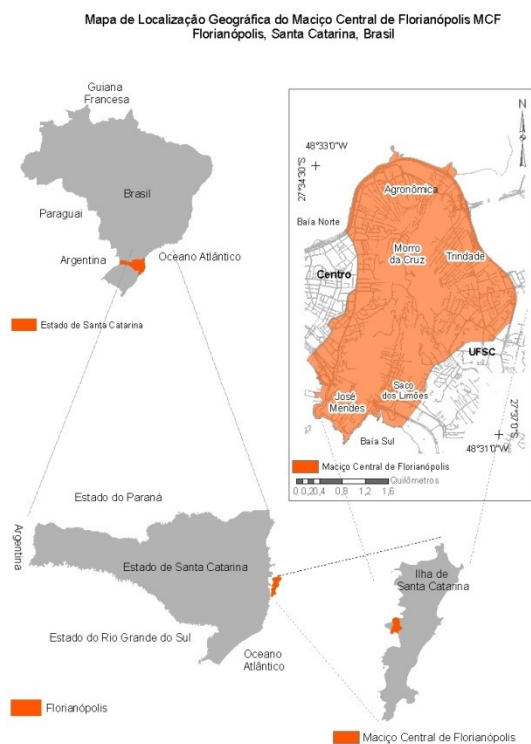 Mapa de Localização Geográfica do Maciço Central de Florianópolis MCF
Florianópolis, Santa Catarina, Brasil
Guiana
Francesa
Brasil
Paraguai
Argentina
Oceano Atlântico
Estado de Santa Catarina
N
48°33'0"W
27°34'30"S
Agronômica
Baía Norte
Morro
da Cruz
Trindade
Centro
UFSC
Saco
dos Limões
José
Mendes
Baía Sul
27°37'0"S
48°31'0"W
Maciço Central de Florianópolis
Quilômetros
0 0,2 0,4 0,8 1,2 1,6
Estado do Paraná
Argentina
Estado de Santa Catarina
Estado do Rio Grande do Sul
Oceano
Atlântico
Florianópolis
Ilha de
Santa Catarina
Maciço Central de Florianópolis